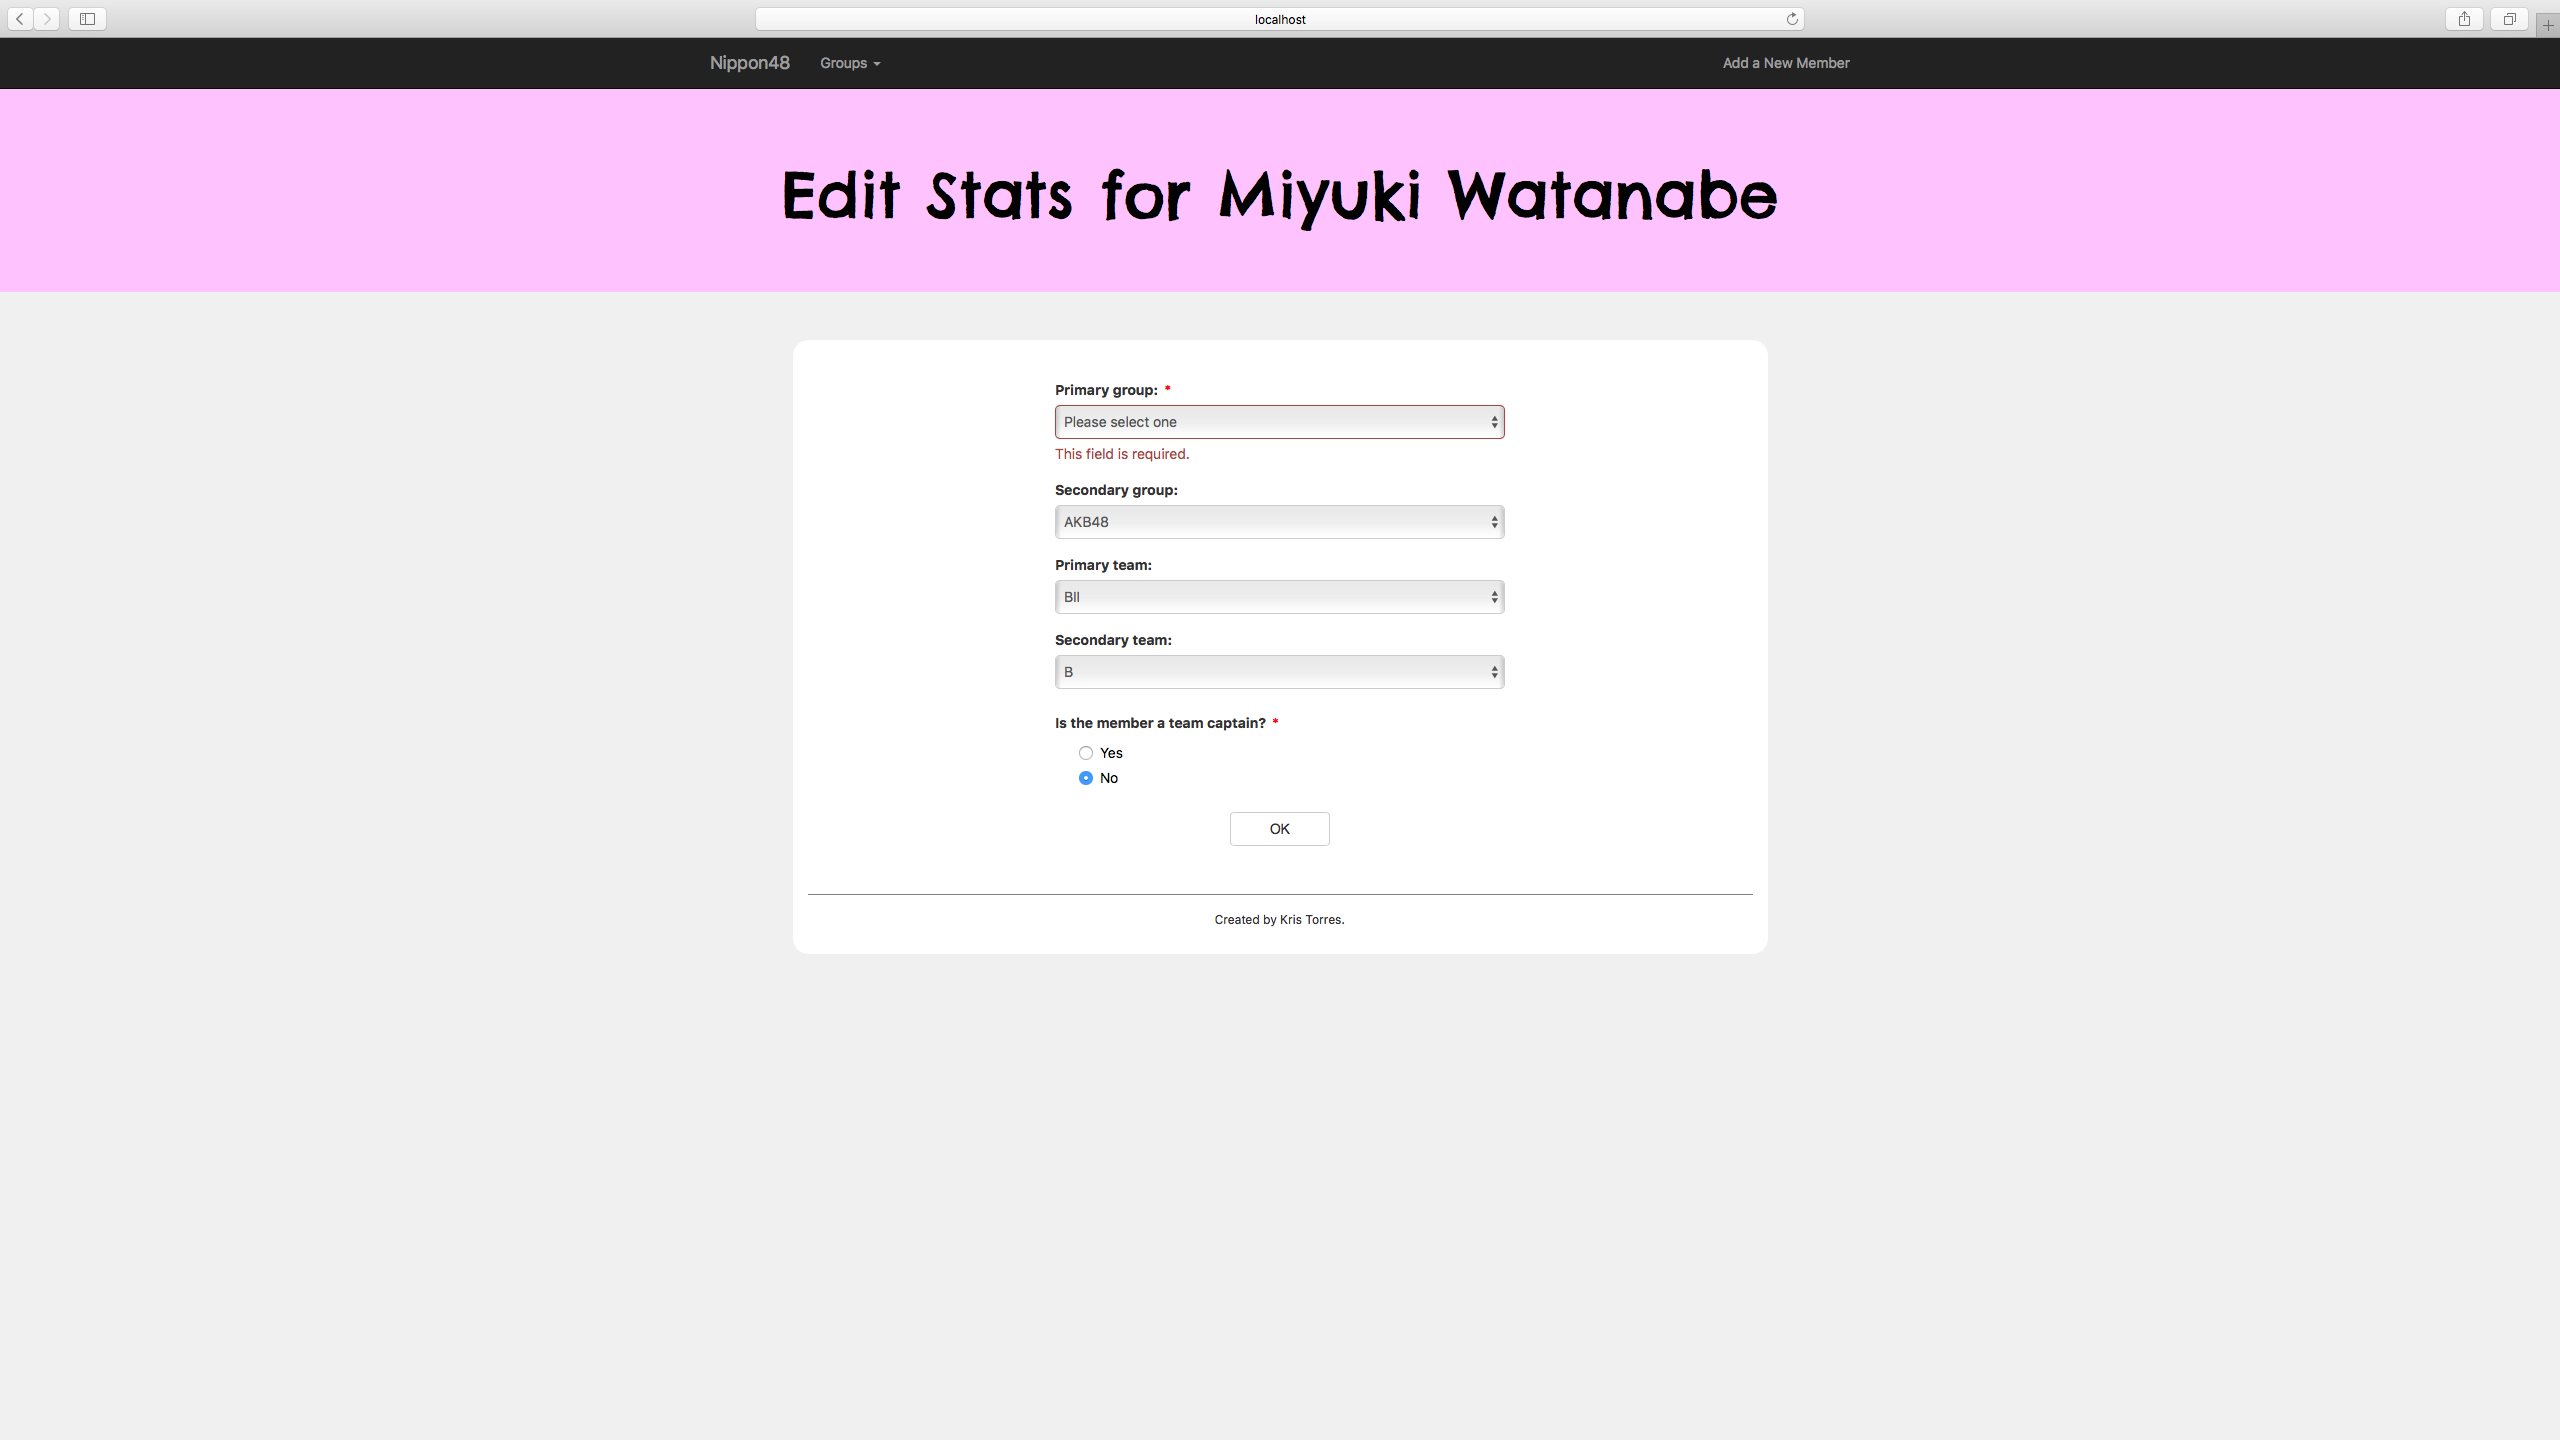 localhost
Nippon48 Groups Add a New Member
Edit Stats for Miyuki Watanabe
Primary group: *
Please select one
This field is required.
Secondary group:
AKB48
Primary team:
BII
Secondary team:
B
Is the member a team captain? *
Yes
No
OK
Created by Kris Torres.